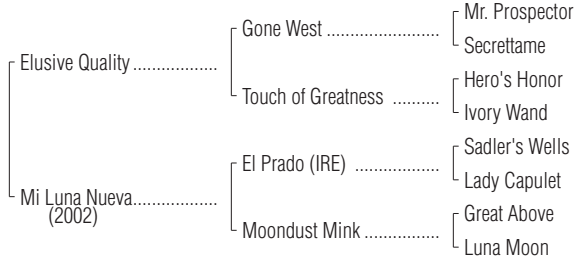 Mr. Prospector
Gone West ........................
Secrettame
Elusive Quality .................
Hero's Honor
Touch of Greatness ..........
Ivory Wand
Sadler's Wells
El Prado (IRE) ..................
Lady Capulet
Mi Luna Nueva.................
(2002)
Great Above
Moondust Mink ................
Luna Moon